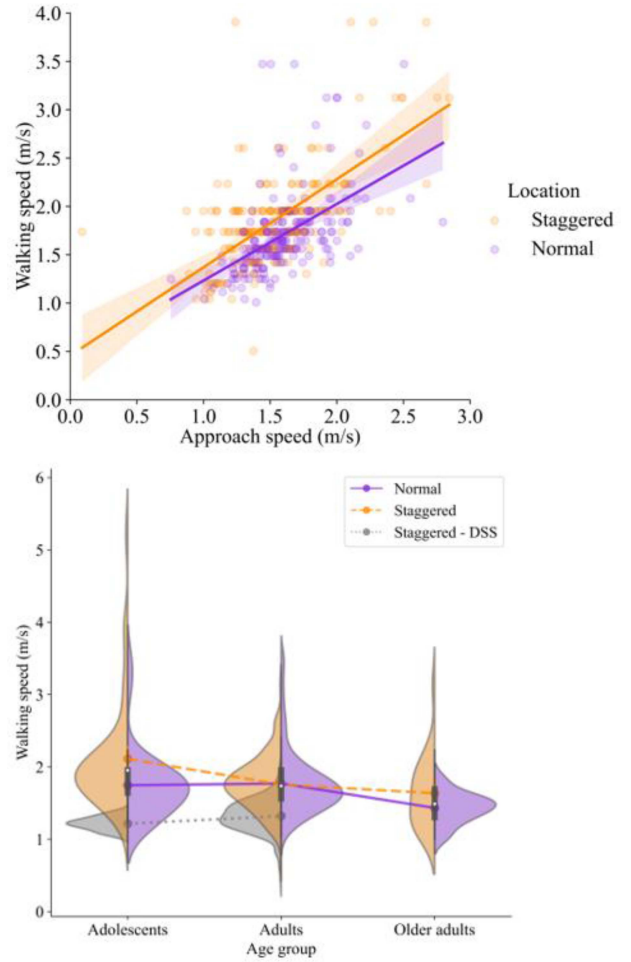 4.0
3.5
3.0
2.5
2.0
1.5
1.0
0.5
0.0
Walking speed (m/s)
0.0 0.5 1.0 1.5 2.0 2.5 3.0
Approach speed (m/s)
Location
Staggered
Normal
6
5
4
3
2
1
0
Walking speed (m/s)
Normal
Staggered
Staggered - DSS
Adolescents Adults Older adults
Age group